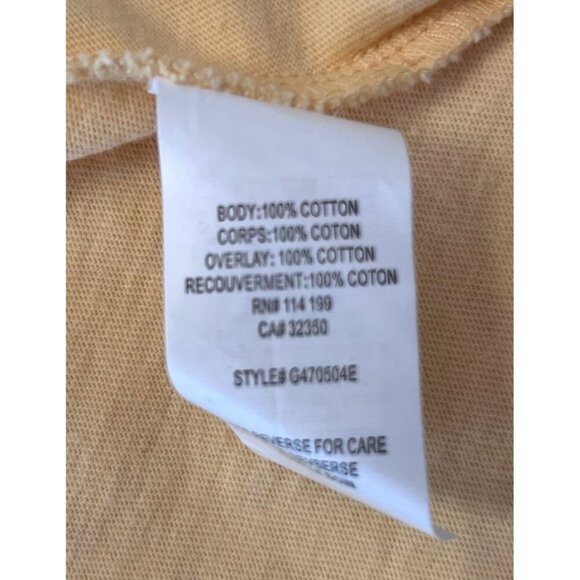 BODY:100% COTTON
CORPS:100% COTON
OVERLAY: 100% COTTON
RECOUVERMENT:100% COTON
RN# 114 199
CA# 32350
STYLE# G470504E
REVERSE FOR CARE